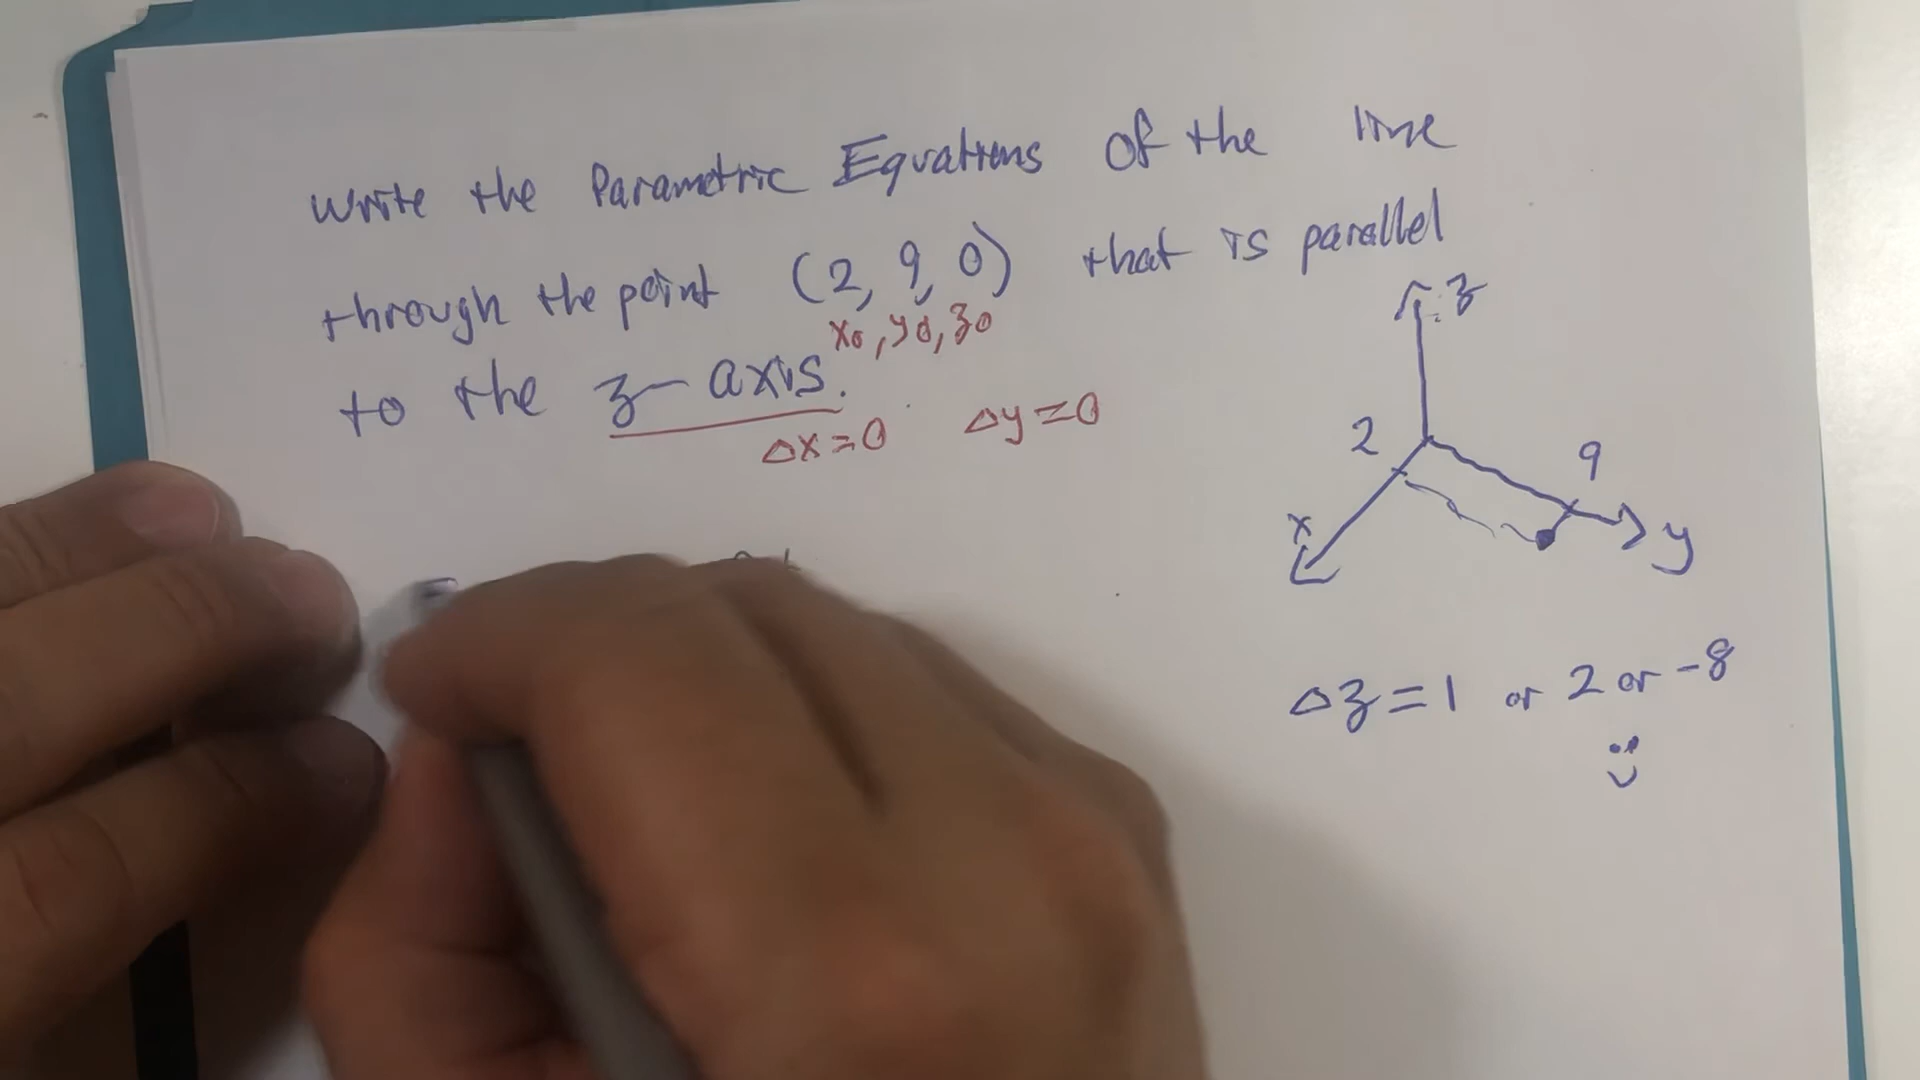 Write the Parametric Equations Of the line
through the point (2, 9, 0) that is parallel
x0, y0, z0
to the z-axis.
Δx=0 Δy=0
z
2
9
x
y
Δz=1 or 2 or -8